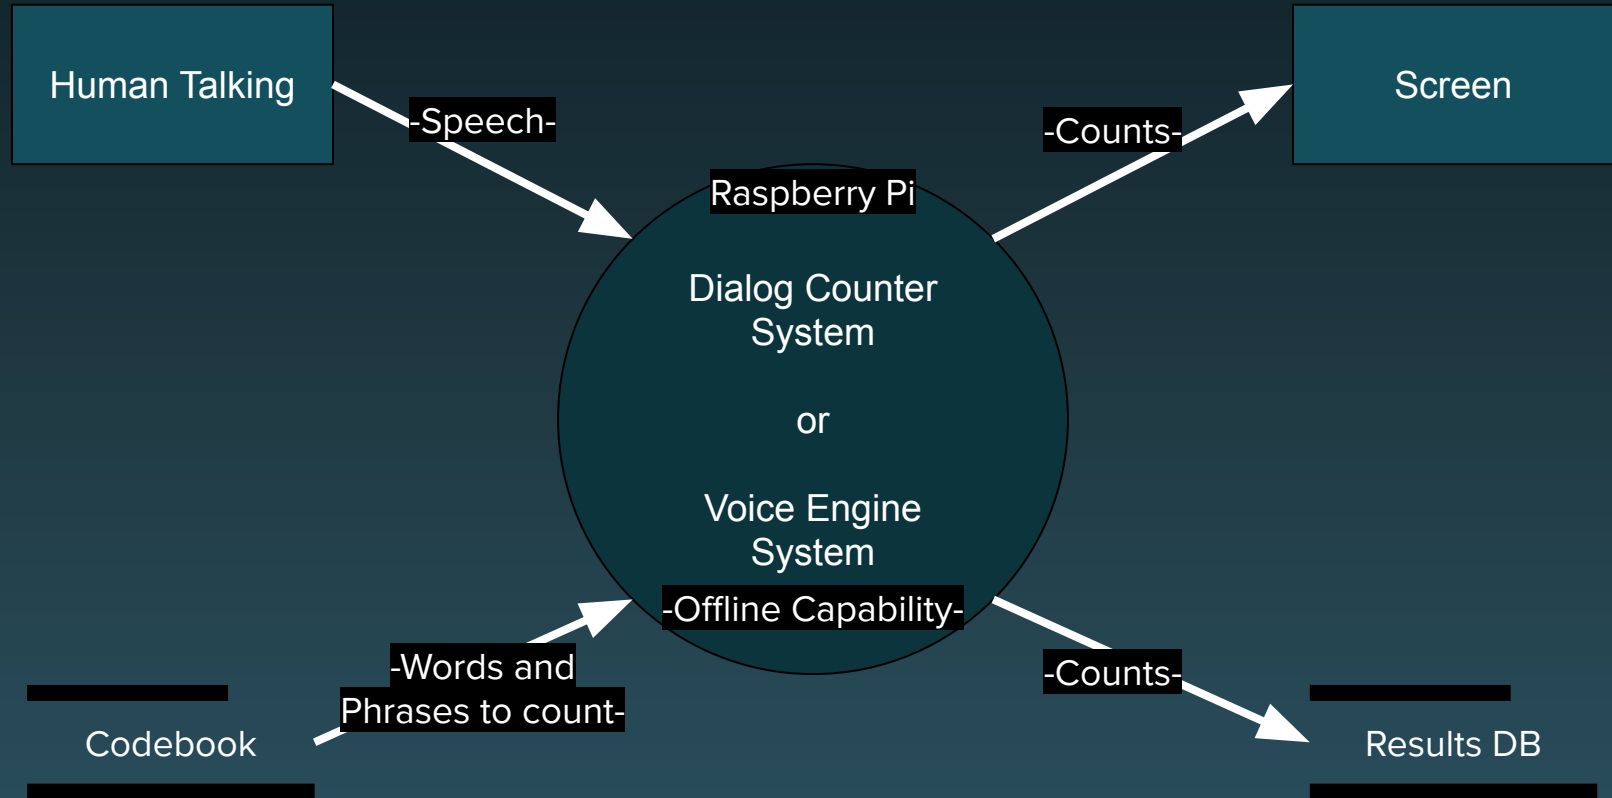 Human Talking
-Speech-
-Counts-
Screen
Raspberry Pi
Dialog Counter
System
or
Voice Engine
System
-Offline Capability-
-Words and
Phrases to count-
-Counts-
Codebook
Results DB